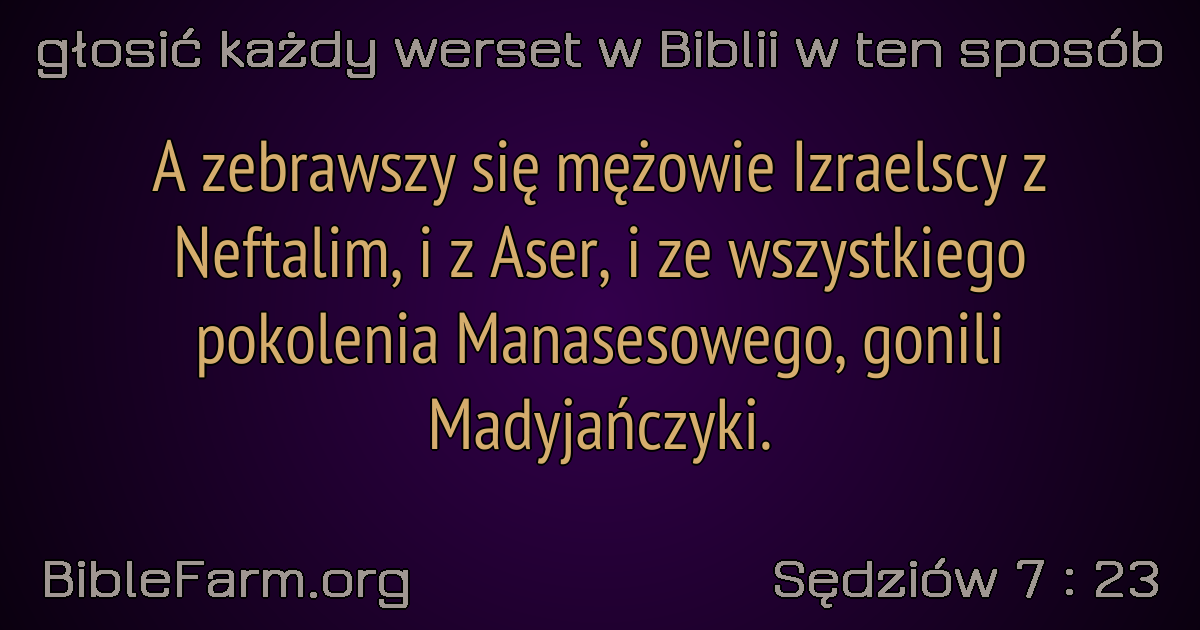 głosić każdy werset w Biblii w ten sposób
A zebrawszy się mężowie Izraelscy z
Neftalim, i z Aser, i ze wszystkiego
pokolenia Manasesowego, gonili
Madyjańczyki.
BibleFarm.org
Sędziów 7 : 23